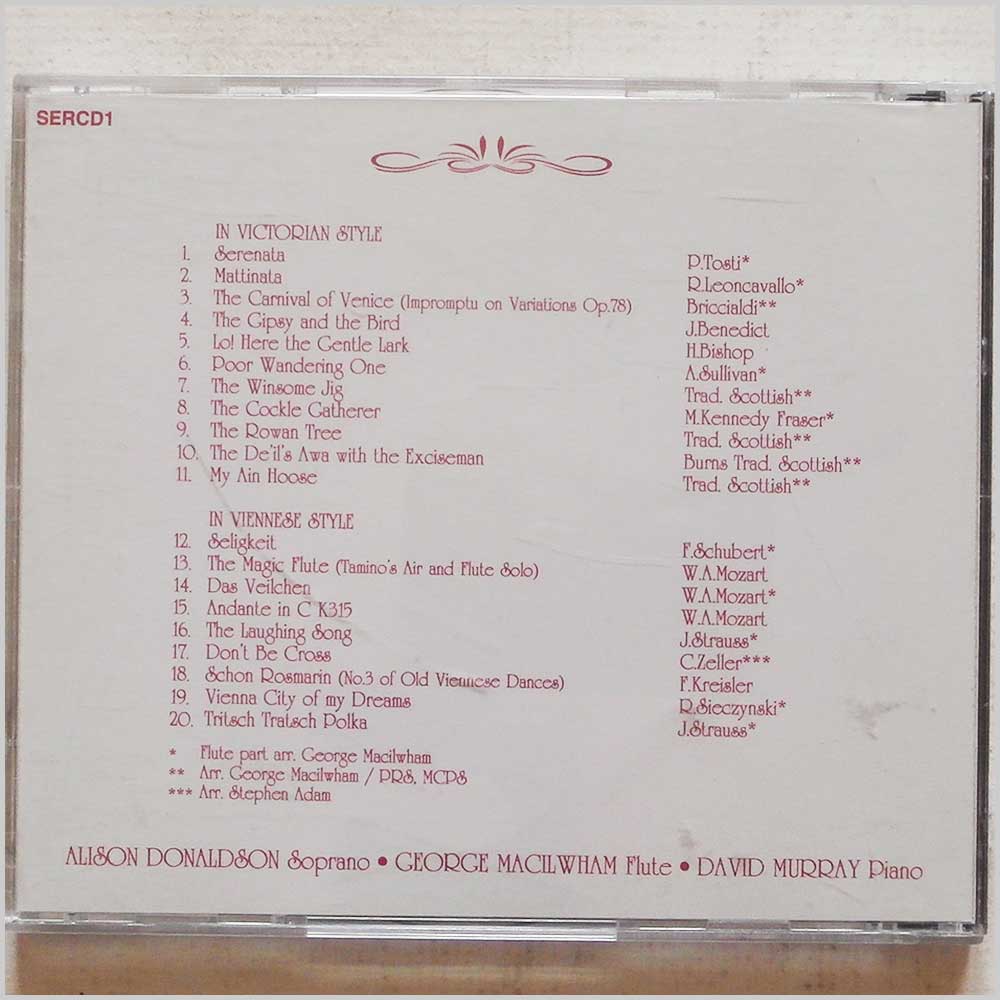 SERCD1
IN VICTORIAN STYLE
1. Serenata P.Tosti*
2. Mattinata R.Leoncavallo*
3. The Carnival of Venice (Impromptu on Variations Op.78) Briccialdi**
4. The Gipsy and the Bird J.Benedict
5. Lo! Here the Gentle Lark H.Bishop
6. Poor Wandering One A.Sullivan*
7. The Winsome Jig Trad. Scottish**
8. The Cockle Gatherer M.Kennedy Fraser*
9. The Rowan Tree Trad. Scottish**
10. The De'il's Awa with the Exciseman Burns Trad. Scottish**
11. My Ain Hoose Trad. Scottish**
IN VIENNESE STYLE
12. Seligkeit F.Schubert*
13. The Magic Flute (Tamino's Air and Flute Solo) W.A.Mozart
14. Das Veilchen W.A.Mozart*
15. Andante in C K315 W.A.Mozart
16. The Laughing Song J.Strauss*
17. Don't Be Cross C.Zeller***
18. Schon Rosmarin (No.3 of Old Viennese Dances) F.Kreisler
19. Vienna City of my Dreams R.Sieczynski*
20. Tritsch Tratsch Polka J.Strauss*
* Flute part arr. George Macilwham
** Arr. George Macilwham / PRS, MCPS
*** Arr. Stephen Adam
ALISON DONALDSON Soprano • GEORGE MACILWHAM Flute • DAVID MURRAY Piano